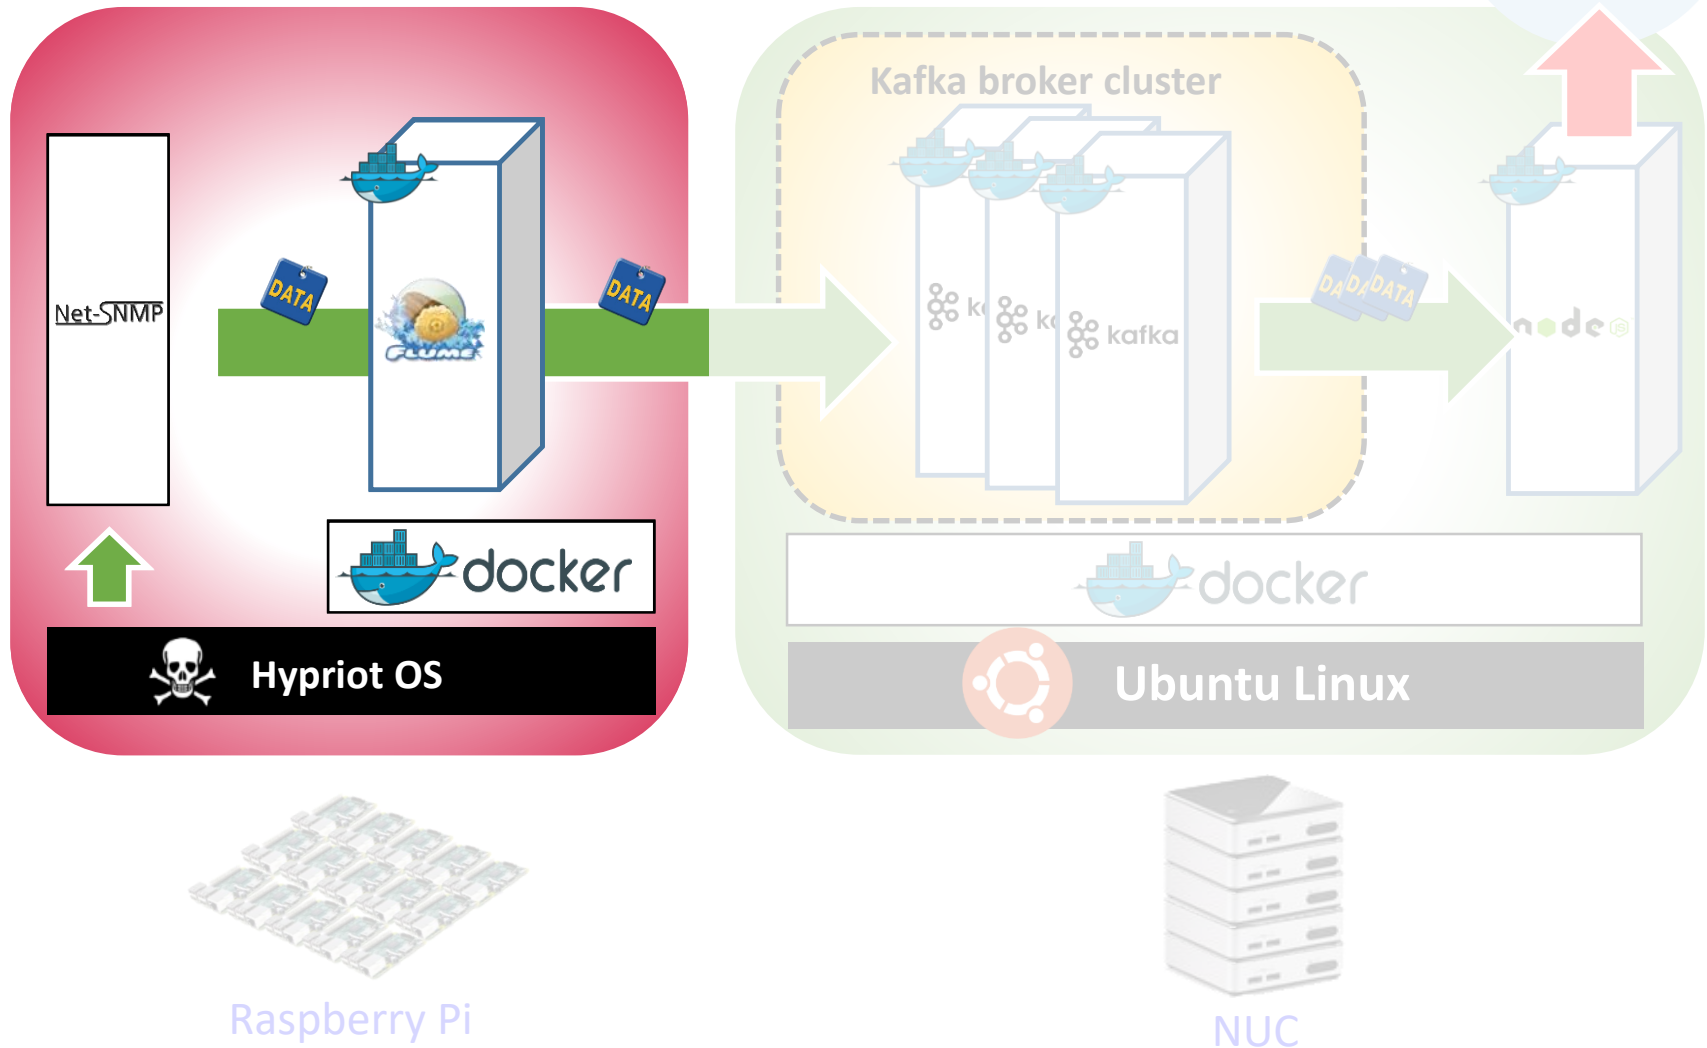 Kafka broker cluster
Net-SNMP
DATA
FLUME
DATA
kafka
DATA
node
JS
docker
docker
Hypriot OS
Ubuntu Linux
Raspberry Pi
NUC